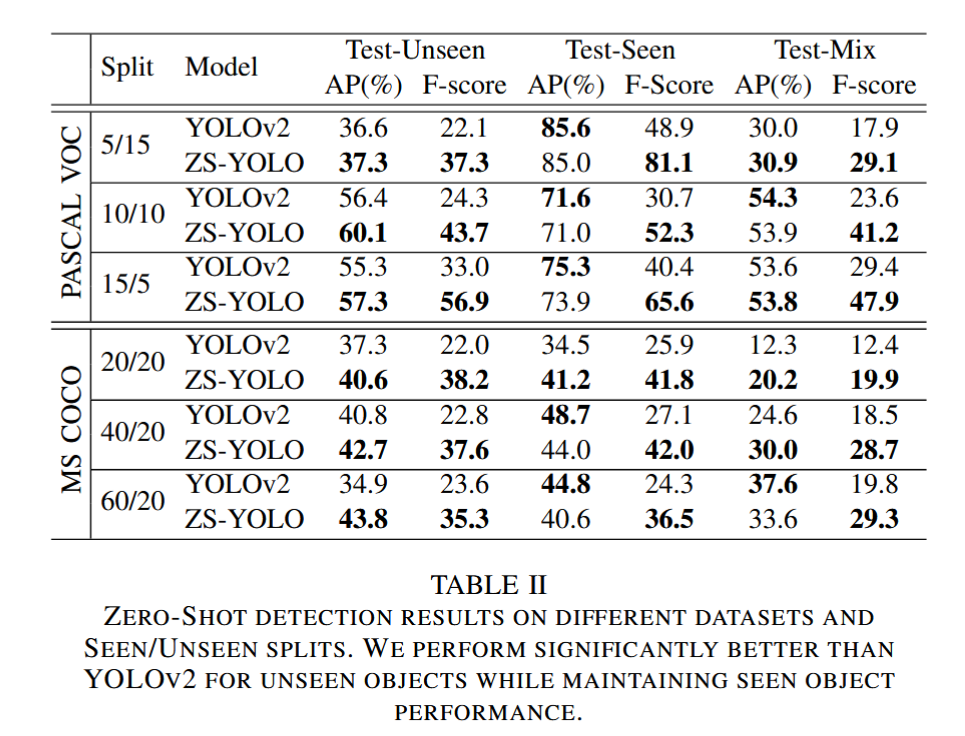 Split Model Test-Unseen Test-Seen Test-Mix
AP(%) F-score AP(%) F-Score AP(%) F-score
PASCAL VOC
5/15 YOLOv2 36.6 22.1 85.6 48.9 30.0 17.9
ZS-YOLO 37.3 37.3 85.0 81.1 30.9 29.1
10/10 YOLOv2 56.4 24.3 71.6 30.7 54.3 23.6
ZS-YOLO 60.1 43.7 71.0 52.3 53.9 41.2
15/5 YOLOv2 55.3 33.0 75.3 40.4 53.6 29.4
ZS-YOLO 57.3 56.9 73.9 65.6 53.8 47.9
MS COCO
20/20 YOLOv2 37.3 22.0 34.5 25.9 12.3 12.4
ZS-YOLO 40.6 38.2 41.2 41.8 20.2 19.9
40/20 YOLOv2 40.8 22.8 48.7 27.1 24.6 18.5
ZS-YOLO 42.7 37.6 44.0 42.0 30.0 28.7
60/20 YOLOv2 34.9 23.6 44.8 24.3 37.6 19.8
ZS-YOLO 43.8 35.3 40.6 36.5 33.6 29.3
TABLE II
ZERO-SHOT DETECTION RESULTS ON DIFFERENT DATASETS AND
SEEN/UNSEEN SPLITS. WE PERFORM SIGNIFICANTLY BETTER THAN
YOLOV2 FOR UNSEEN OBJECTS WHILE MAINTAINING SEEN OBJECT
PERFORMANCE.